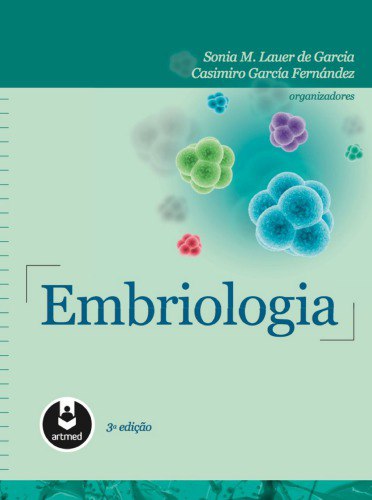 Sonia M. Lauer de Garcia
Casimiro García Fernández
organizadores
Embriologia
artmed
3ª edição